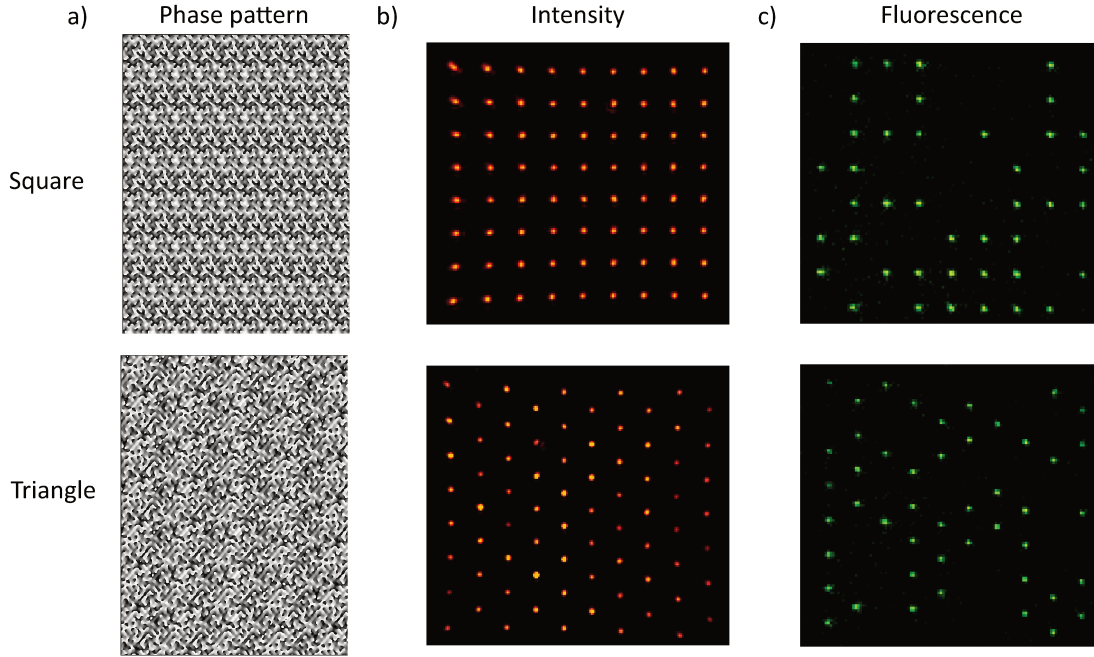 a) Phase pattern
b) Intensity
c) Fluorescence
Square
Triangle